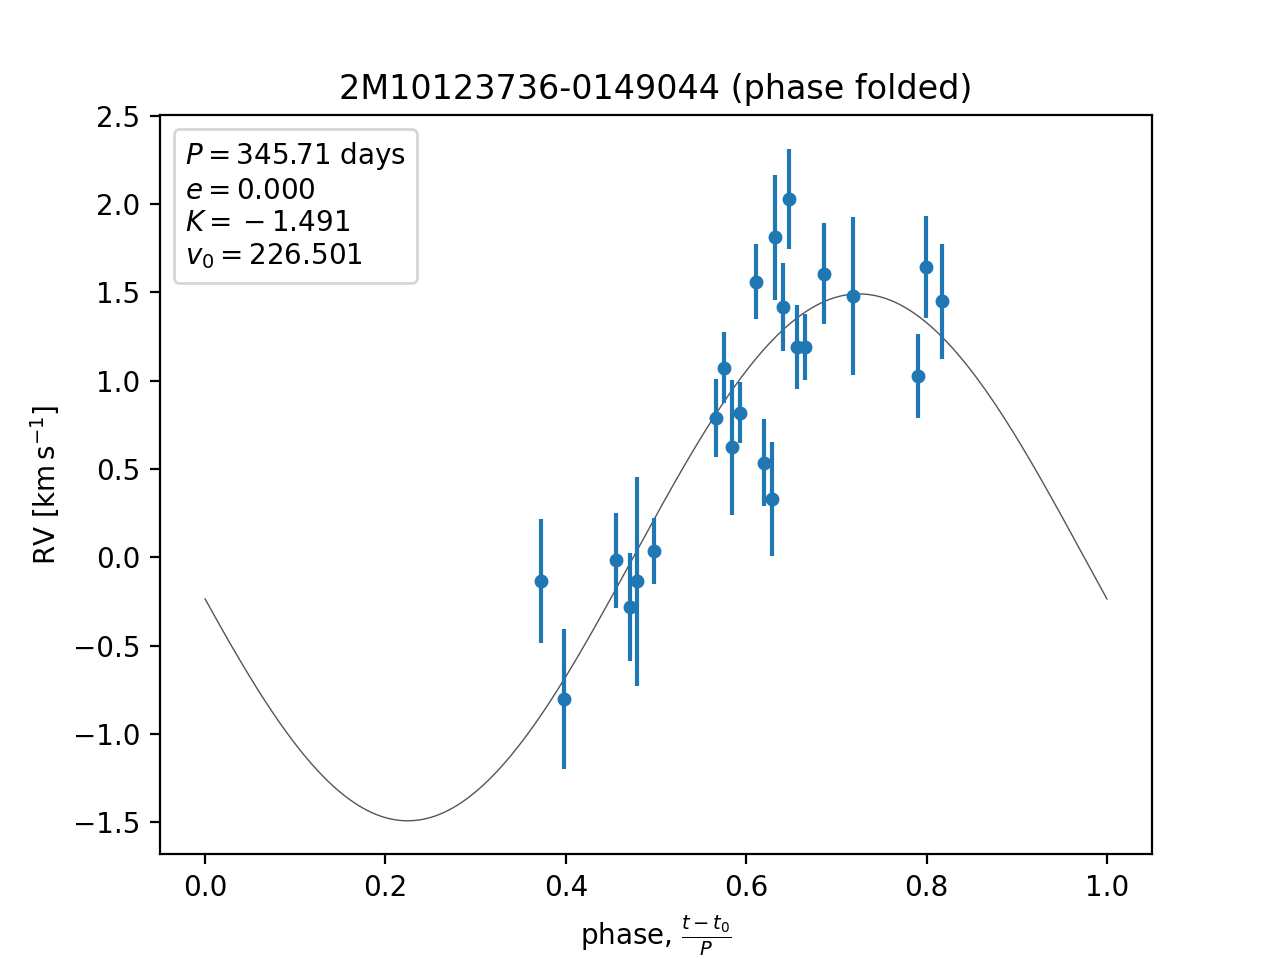 2M10123736-0149044 (phase folded)
P = 345.71 days
e = 0.000
K = −1.491
v₀ = 226.501
RV [km s⁻¹]
2.5
2.0
1.5
1.0
0.5
0.0
−0.5
−1.0
−1.5
0.0 0.2 0.4 0.6 0.8 1.0
phase, (t − t₀)/P